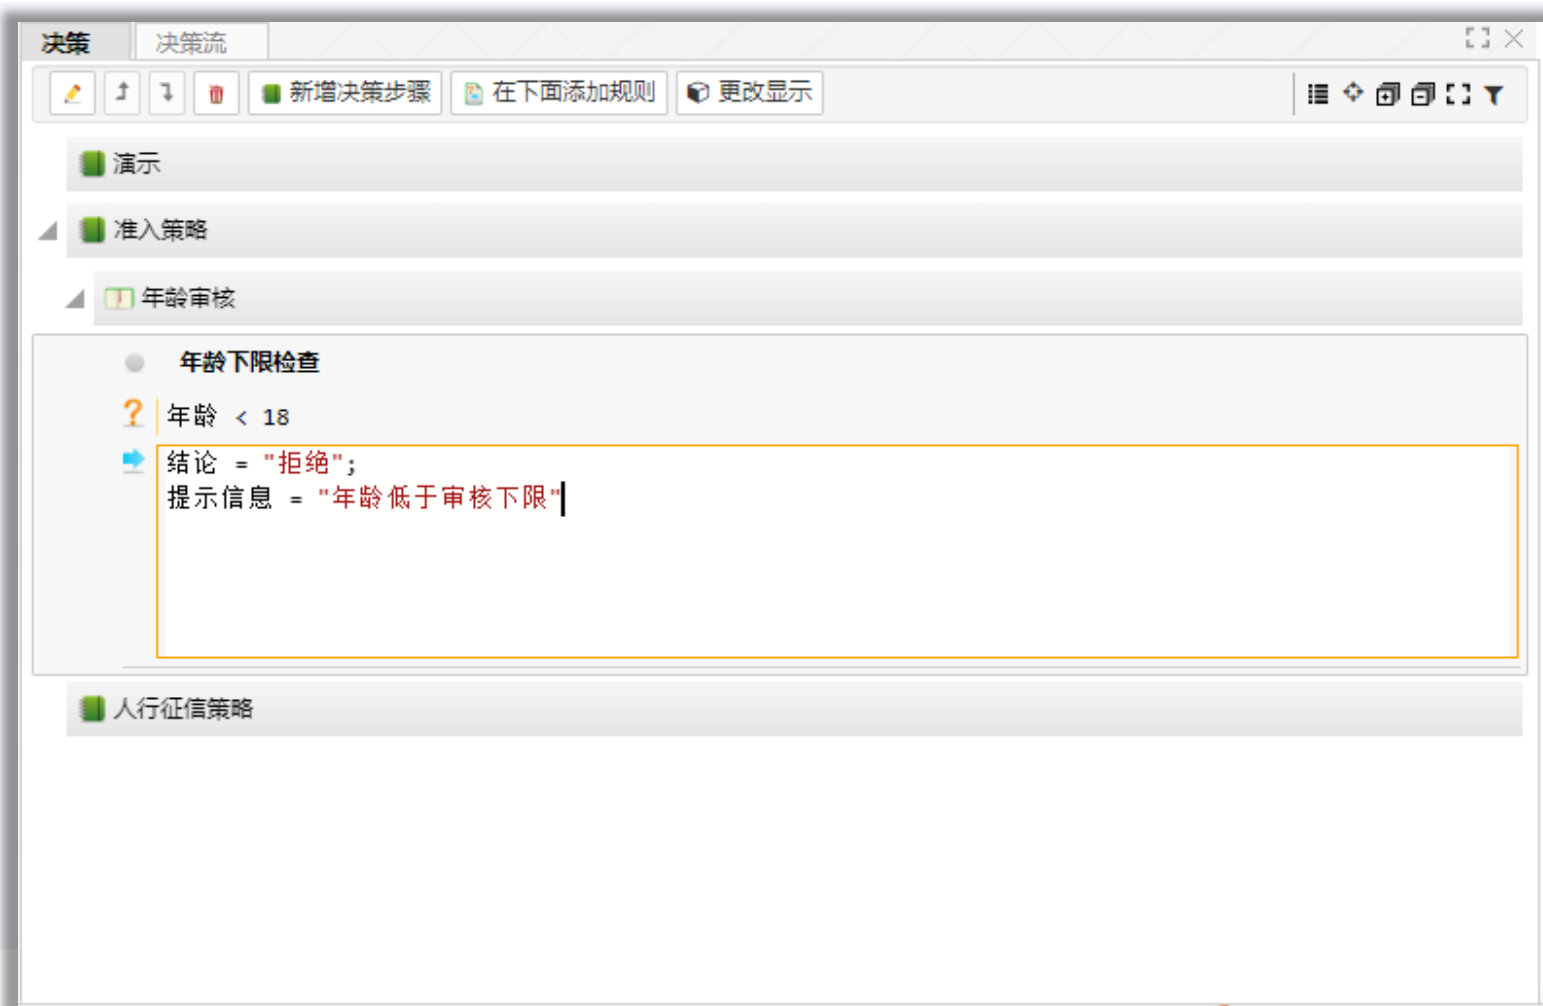 决策 决策流
新增决策步骤 在下面添加规则 更改显示
演示
准入策略
年龄审核
年龄下限检查
年龄 < 18
结论 = "拒绝";
提示信息 = "年龄低于审核下限"
人行征信策略